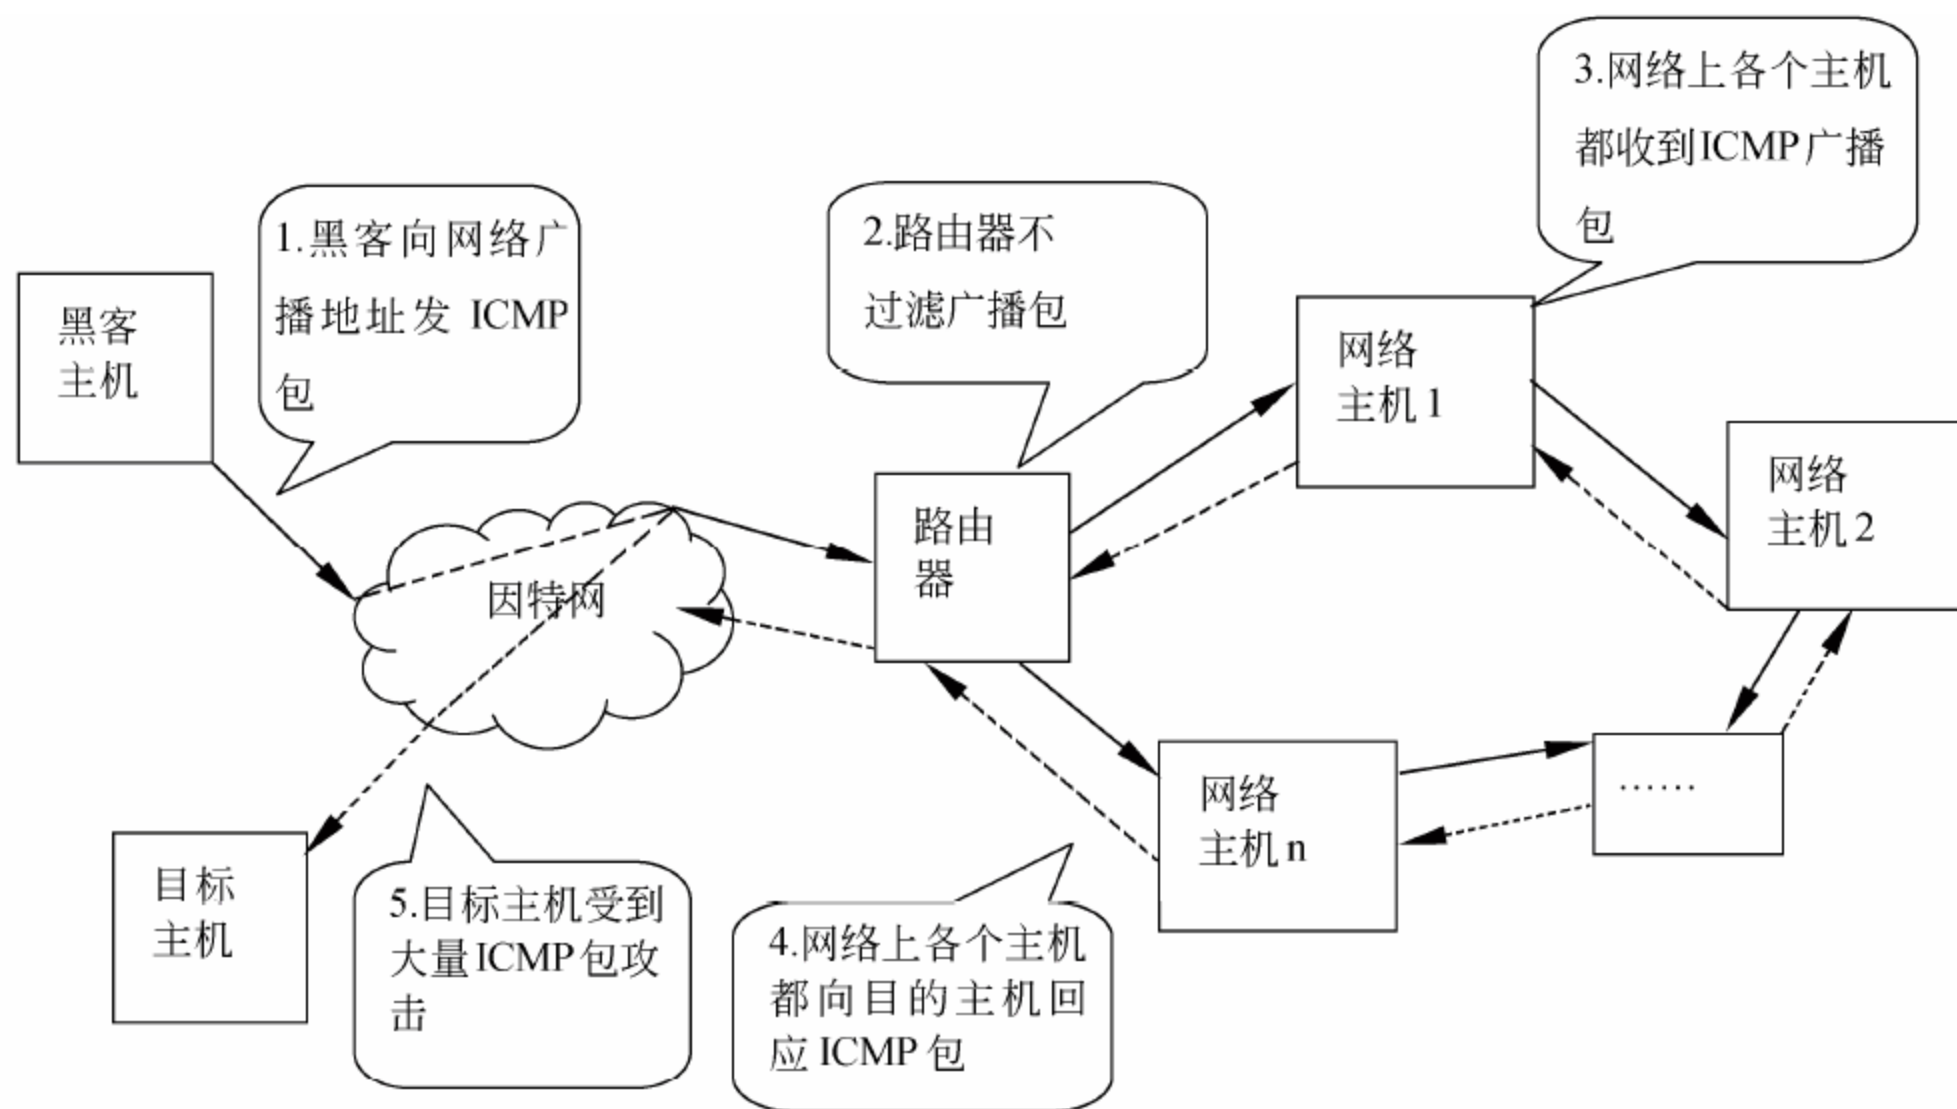 黑客
主机
1.黑客向网络广
播地址发 ICMP
包
2.路由器不
过滤广播包
3.网络上各个主机
都收到ICMP广播
包
网络
主机1
网络
主机2
路由
器
因特网
目标
主机
5.目标主机受到
大量ICMP包攻
击
4.网络上各个主机
都向目的主机回
应ICMP包
网络
主机n
……